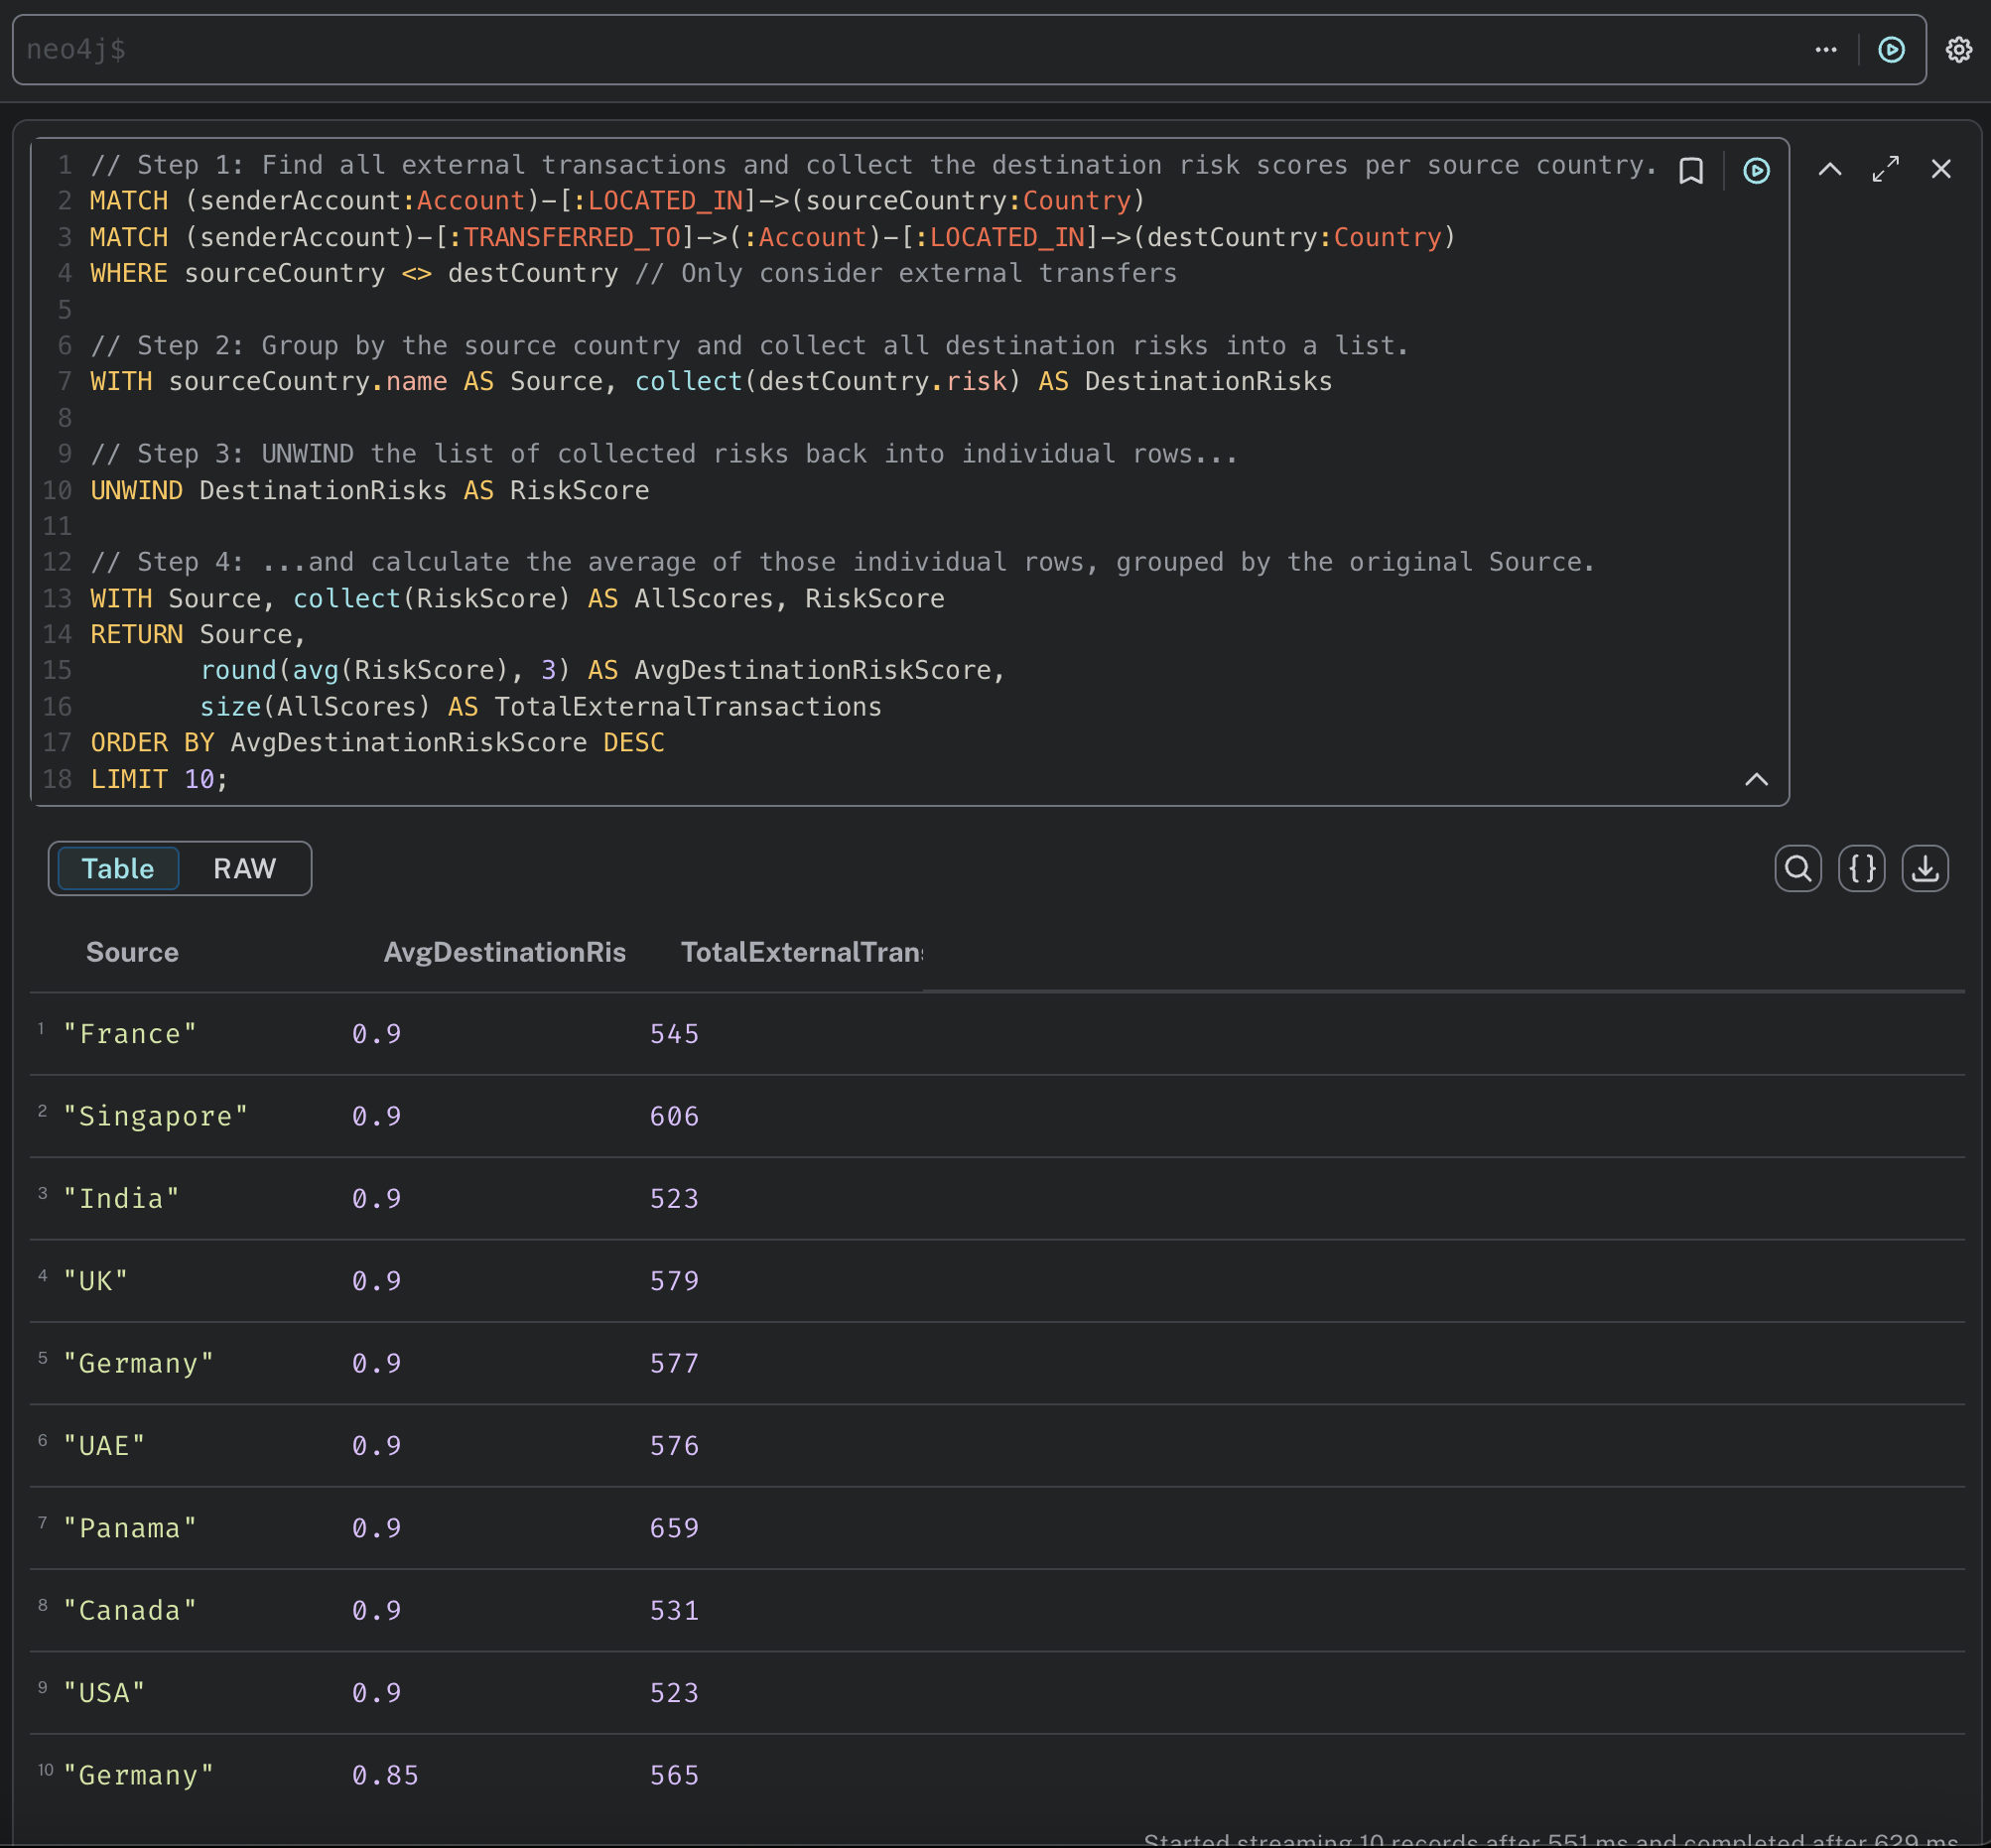 neo4j$
1 // Step 1: Find all external transactions and collect the destination risk scores per source country.
2 MATCH (senderAccount:Account)-[:LOCATED_IN]->(sourceCountry:Country)
3 MATCH (senderAccount)-[:TRANSFERRED_TO]->(:Account)-[:LOCATED_IN]->(destCountry:Country)
4 WHERE sourceCountry <> destCountry // Only consider external transfers
5
6 // Step 2: Group by the source country and collect all destination risks into a list.
7 WITH sourceCountry.name AS Source, collect(destCountry.risk) AS DestinationRisks
8
9 // Step 3: UNWIND the list of collected risks back into individual rows...
10 UNWIND DestinationRisks AS RiskScore
11
12 // Step 4: ...and calculate the average of those individual rows, grouped by the original Source.
13 WITH Source, collect(RiskScore) AS AllScores, RiskScore
14 RETURN Source,
15 round(avg(RiskScore), 3) AS AvgDestinationRiskScore,
16 size(AllScores) AS TotalExternalTransactions
17 ORDER BY AvgDestinationRiskScore DESC
18 LIMIT 10;
Table RAW
Source AvgDestinationRis TotalExternalTran
1 "France" 0.9 545
2 "Singapore" 0.9 606
3 "India" 0.9 523
4 "UK" 0.9 579
5 "Germany" 0.9 577
6 "UAE" 0.9 576
7 "Panama" 0.9 659
8 "Canada" 0.9 531
9 "USA" 0.9 523
10 "Germany" 0.85 565
Started streaming 10 records after 551 ms and completed after 629 ms.